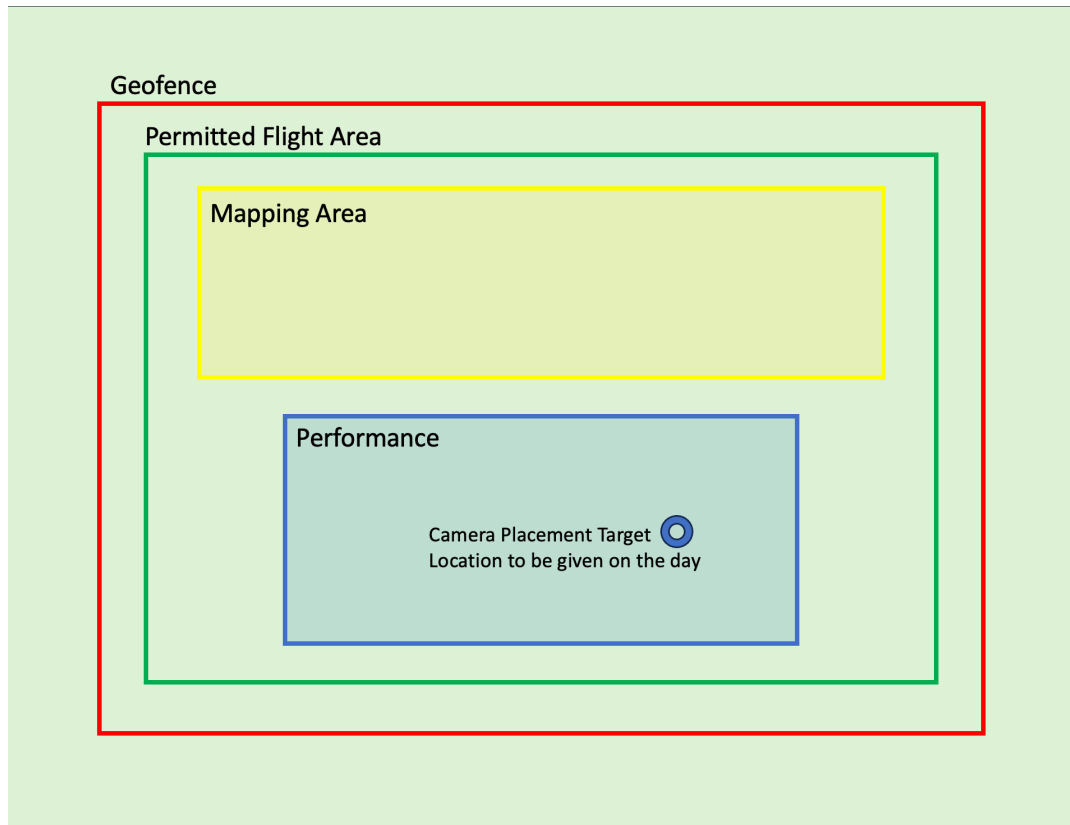 Geofence
Permitted Flight Area
Mapping Area
Performance
Camera Placement Target
Location to be given on the day